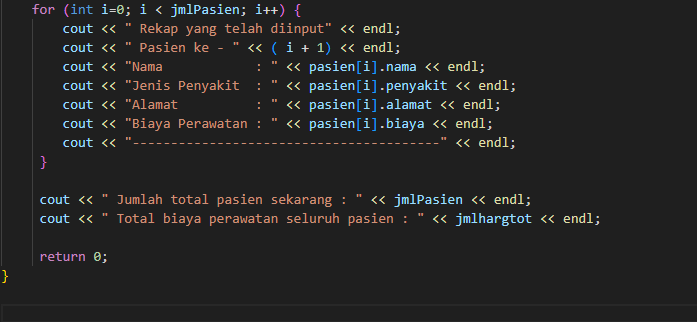 for (int i=0; i < jmlPasien; i++) {
cout << " Rekap yang telah diinput" << endl;
cout << " Pasien ke - " << ( i + 1) << endl;
cout << "Nama            : " << pasien[i].nama << endl;
cout << "Jenis Penyakit  : " << pasien[i].penyakit << endl;
cout << "Alamat          : " << pasien[i].alamat << endl;
cout << "Biaya Perawatan : " << pasien[i].biaya << endl;
cout << "----------------------------------------" << endl;
}
cout << " Jumlah total pasien sekarang : " << jmlPasien << endl;
cout << " Total biaya perawatan seluruh pasien : " << jmlhargtot << endl;
return 0;
}